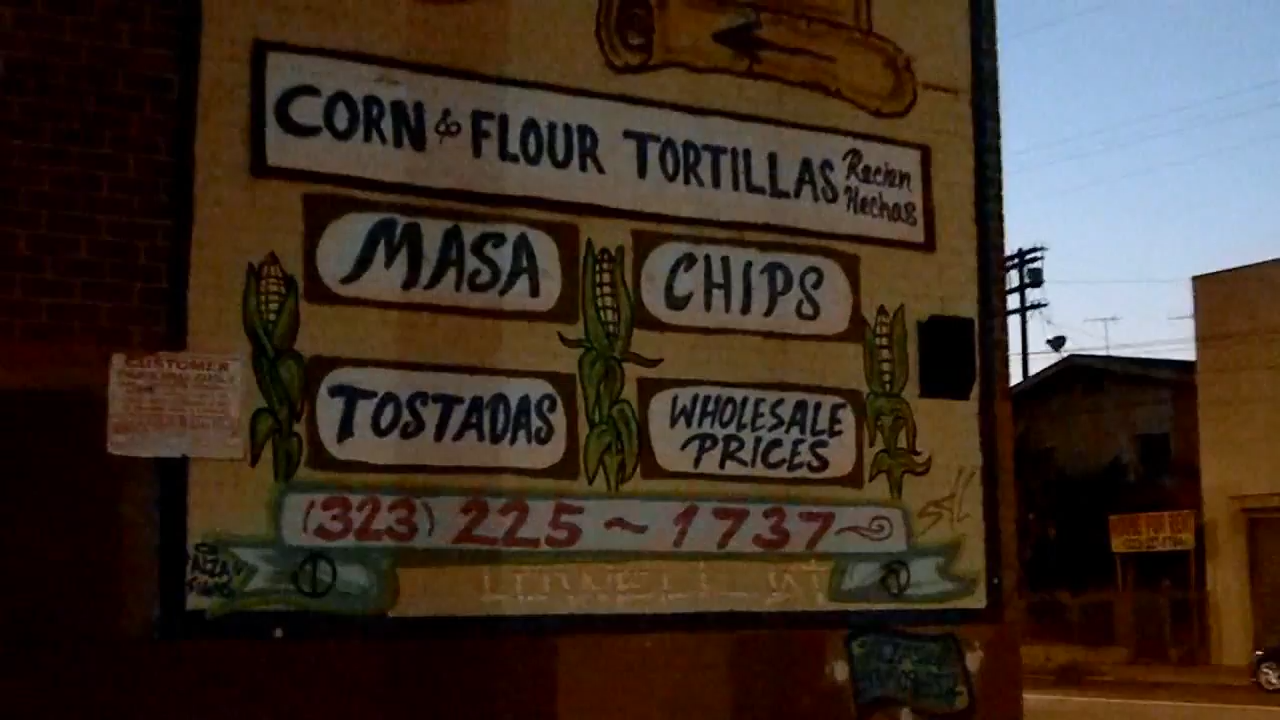 CORN & FLOUR TORTILLAS Recien Hechas
MASA
CHIPS
TOSTADAS
WHOLESALE
PRICES
(323) 225~1737
CUSTOMER